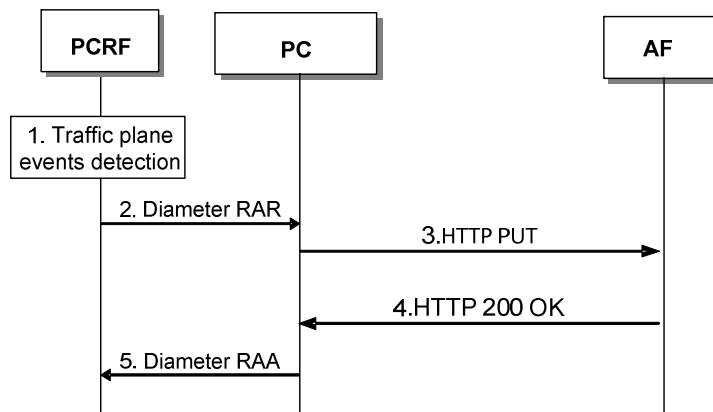 PCRF
PC
AF
1. Traffic plane
events detection
2. Diameter RAR
3.HTTP PUT
4.HTTP 200 OK
5. Diameter RAA